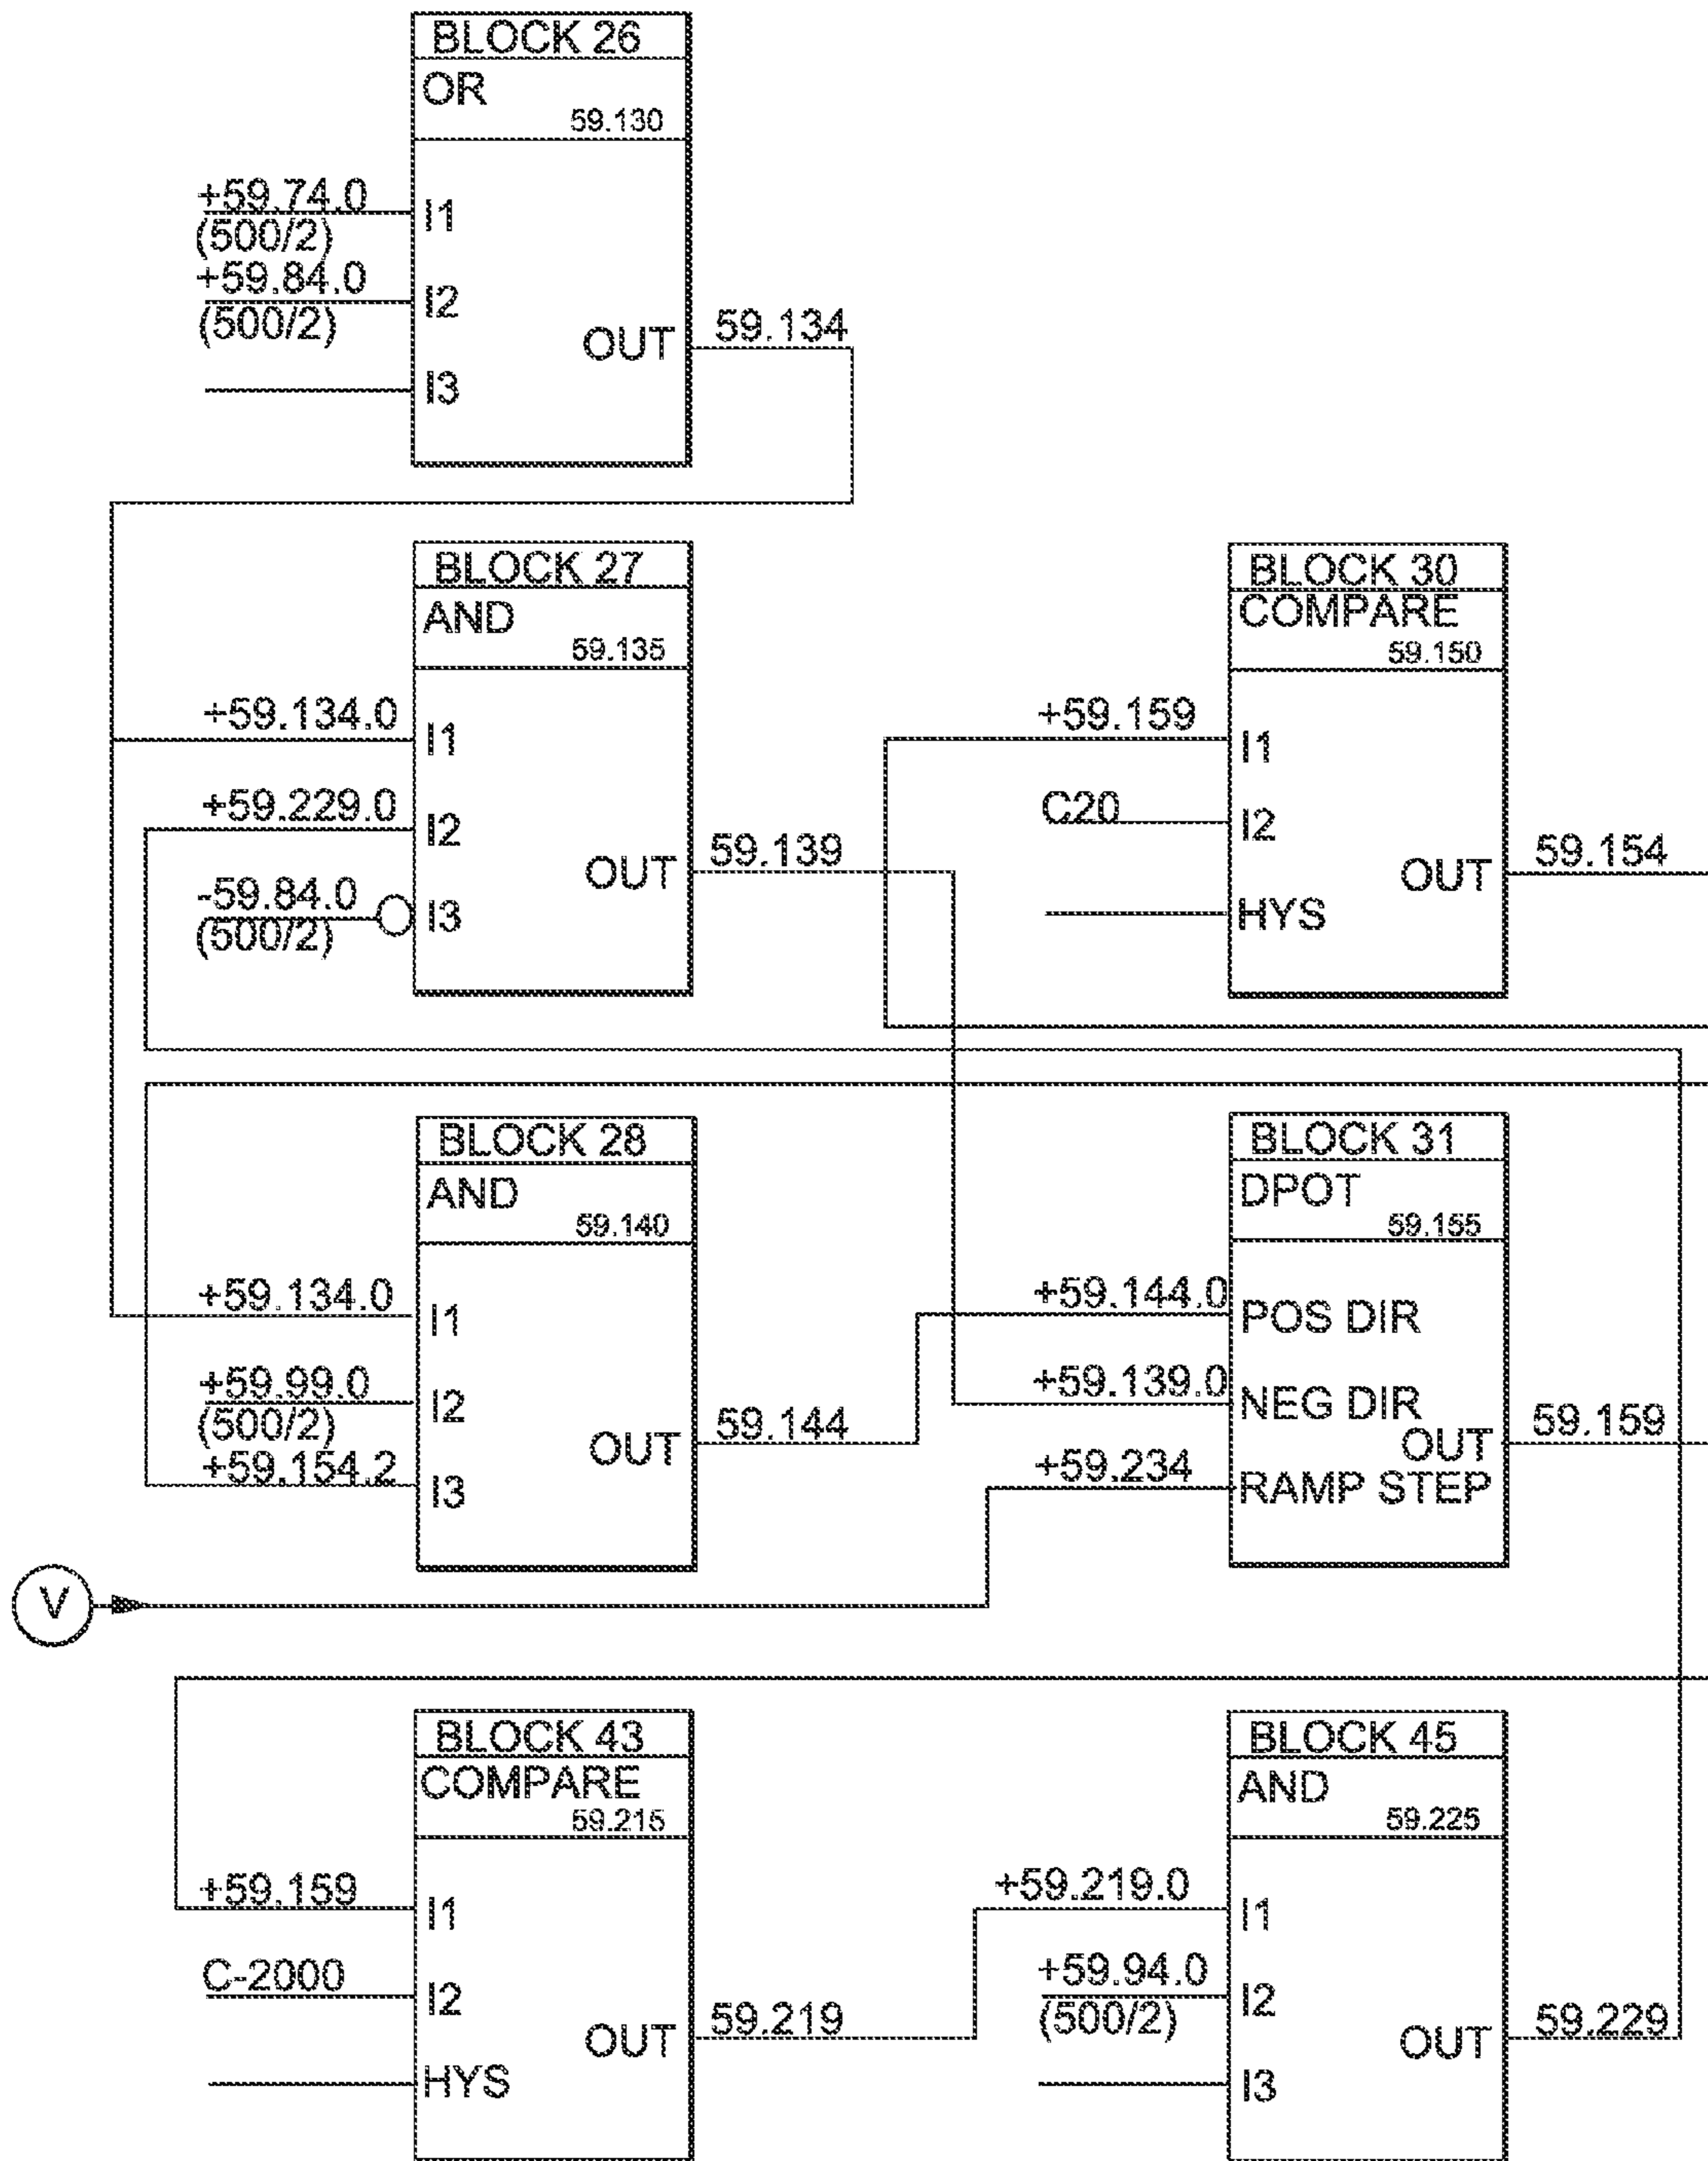 BLOCK 26
OR
59.130
+59.74.0
(500/2)
I1
+59.84.0
(500/2)
I2
OUT
59.134
I3
BLOCK 27
AND
59.135
+59.134.0
I1
+59.229.0
I2
OUT
59.139
-59.84.0
(500/2)
I3
BLOCK 30
COMPARE
59.150
+59.159
I1
C20
I2
OUT
59.154
HYS
BLOCK 28
AND
59.140
+59.134.0
I1
+59.99.0
(500/2)
I2
OUT
59.144
+59.154.2
I3
BLOCK 31
DPOT
59.155
+59.144.0
POS DIR
+59.139.0
NEG DIR
OUT
59.159
+59.234
RAMP STEP
V
BLOCK 43
COMPARE
59.215
+59.159
I1
C-2000
I2
OUT
59.219
HYS
BLOCK 45
AND
59.225
+59.219.0
I1
+59.94.0
(500/2)
I2
OUT
59.229
I3